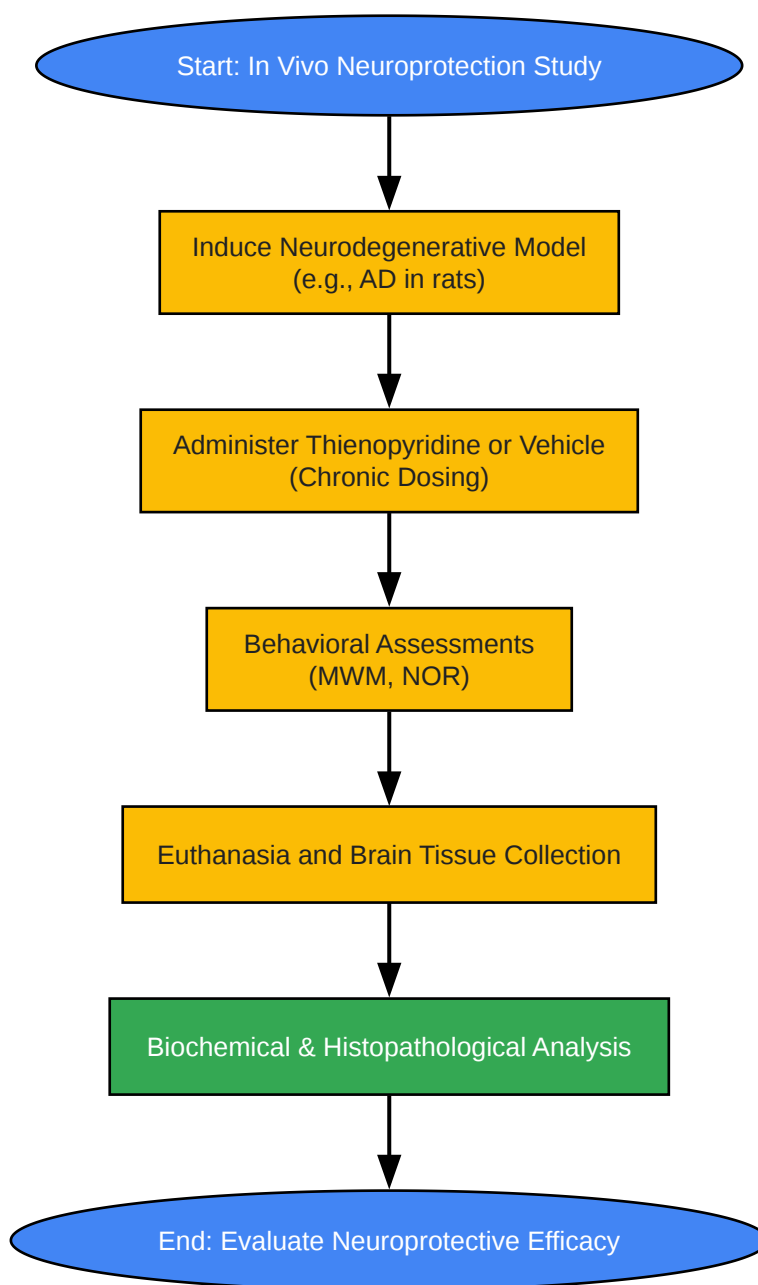 Start: In Vivo Neuroprotection Study
Induce Neurodegenerative Model
(e.g., AD in rats)
Administer Thienopyridine or Vehicle
(Chronic Dosing)
Behavioral Assessments
(MWM, NOR)
Euthanasia and Brain Tissue Collection
Biochemical & Histopathological Analysis
End: Evaluate Neuroprotective Efficacy